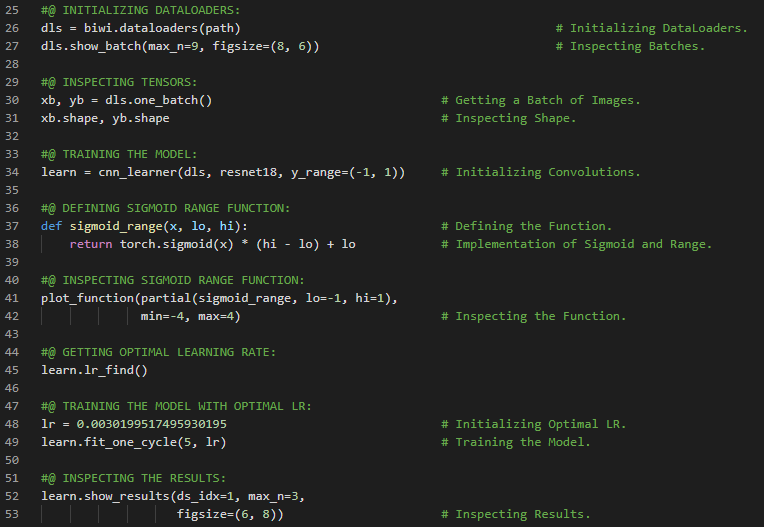 25 #@ INITIALIZING DATALOADERS:
26 dls = biwi.dataloaders(path) # Initializing DataLoaders.
27 dls.show_batch(max_n=9, figsize=(8, 6)) # Inspecting Batches.
28
29 #@ INSPECTING TENSORS:
30 xb, yb = dls.one_batch() # Getting a Batch of Images.
31 xb.shape, yb.shape # Inspecting Shape.
32
33 #@ TRAINING THE MODEL:
34 learn = cnn_learner(dls, resnet18, y_range=(-1, 1)) # Initializing Convolutions.
35
36 #@ DEFINING SIGMOID RANGE FUNCTION:
37 def sigmoid_range(x, lo, hi): # Defining the Function.
38     return torch.sigmoid(x) * (hi - lo) + lo # Implementation of Sigmoid and Range.
39
40 #@ INSPECTING SIGMOID RANGE FUNCTION:
41 plot_function(partial(sigmoid_range, lo=-1, hi=1),
42               min=-4, max=4) # Inspecting the Function.
43
44 #@ GETTING OPTIMAL LEARNING RATE:
45 learn.lr_find()
46
47 #@ TRAINING THE MODEL WITH OPTIMAL LR:
48 lr = 0.0030199517495930195 # Initializing Optimal LR.
49 learn.fit_one_cycle(5, lr) # Training the Model.
50
51 #@ INSPECTING THE RESULTS:
52 learn.show_results(ds_idx=1, max_n=3,
53                    figsize=(6, 8)) # Inspecting Results.